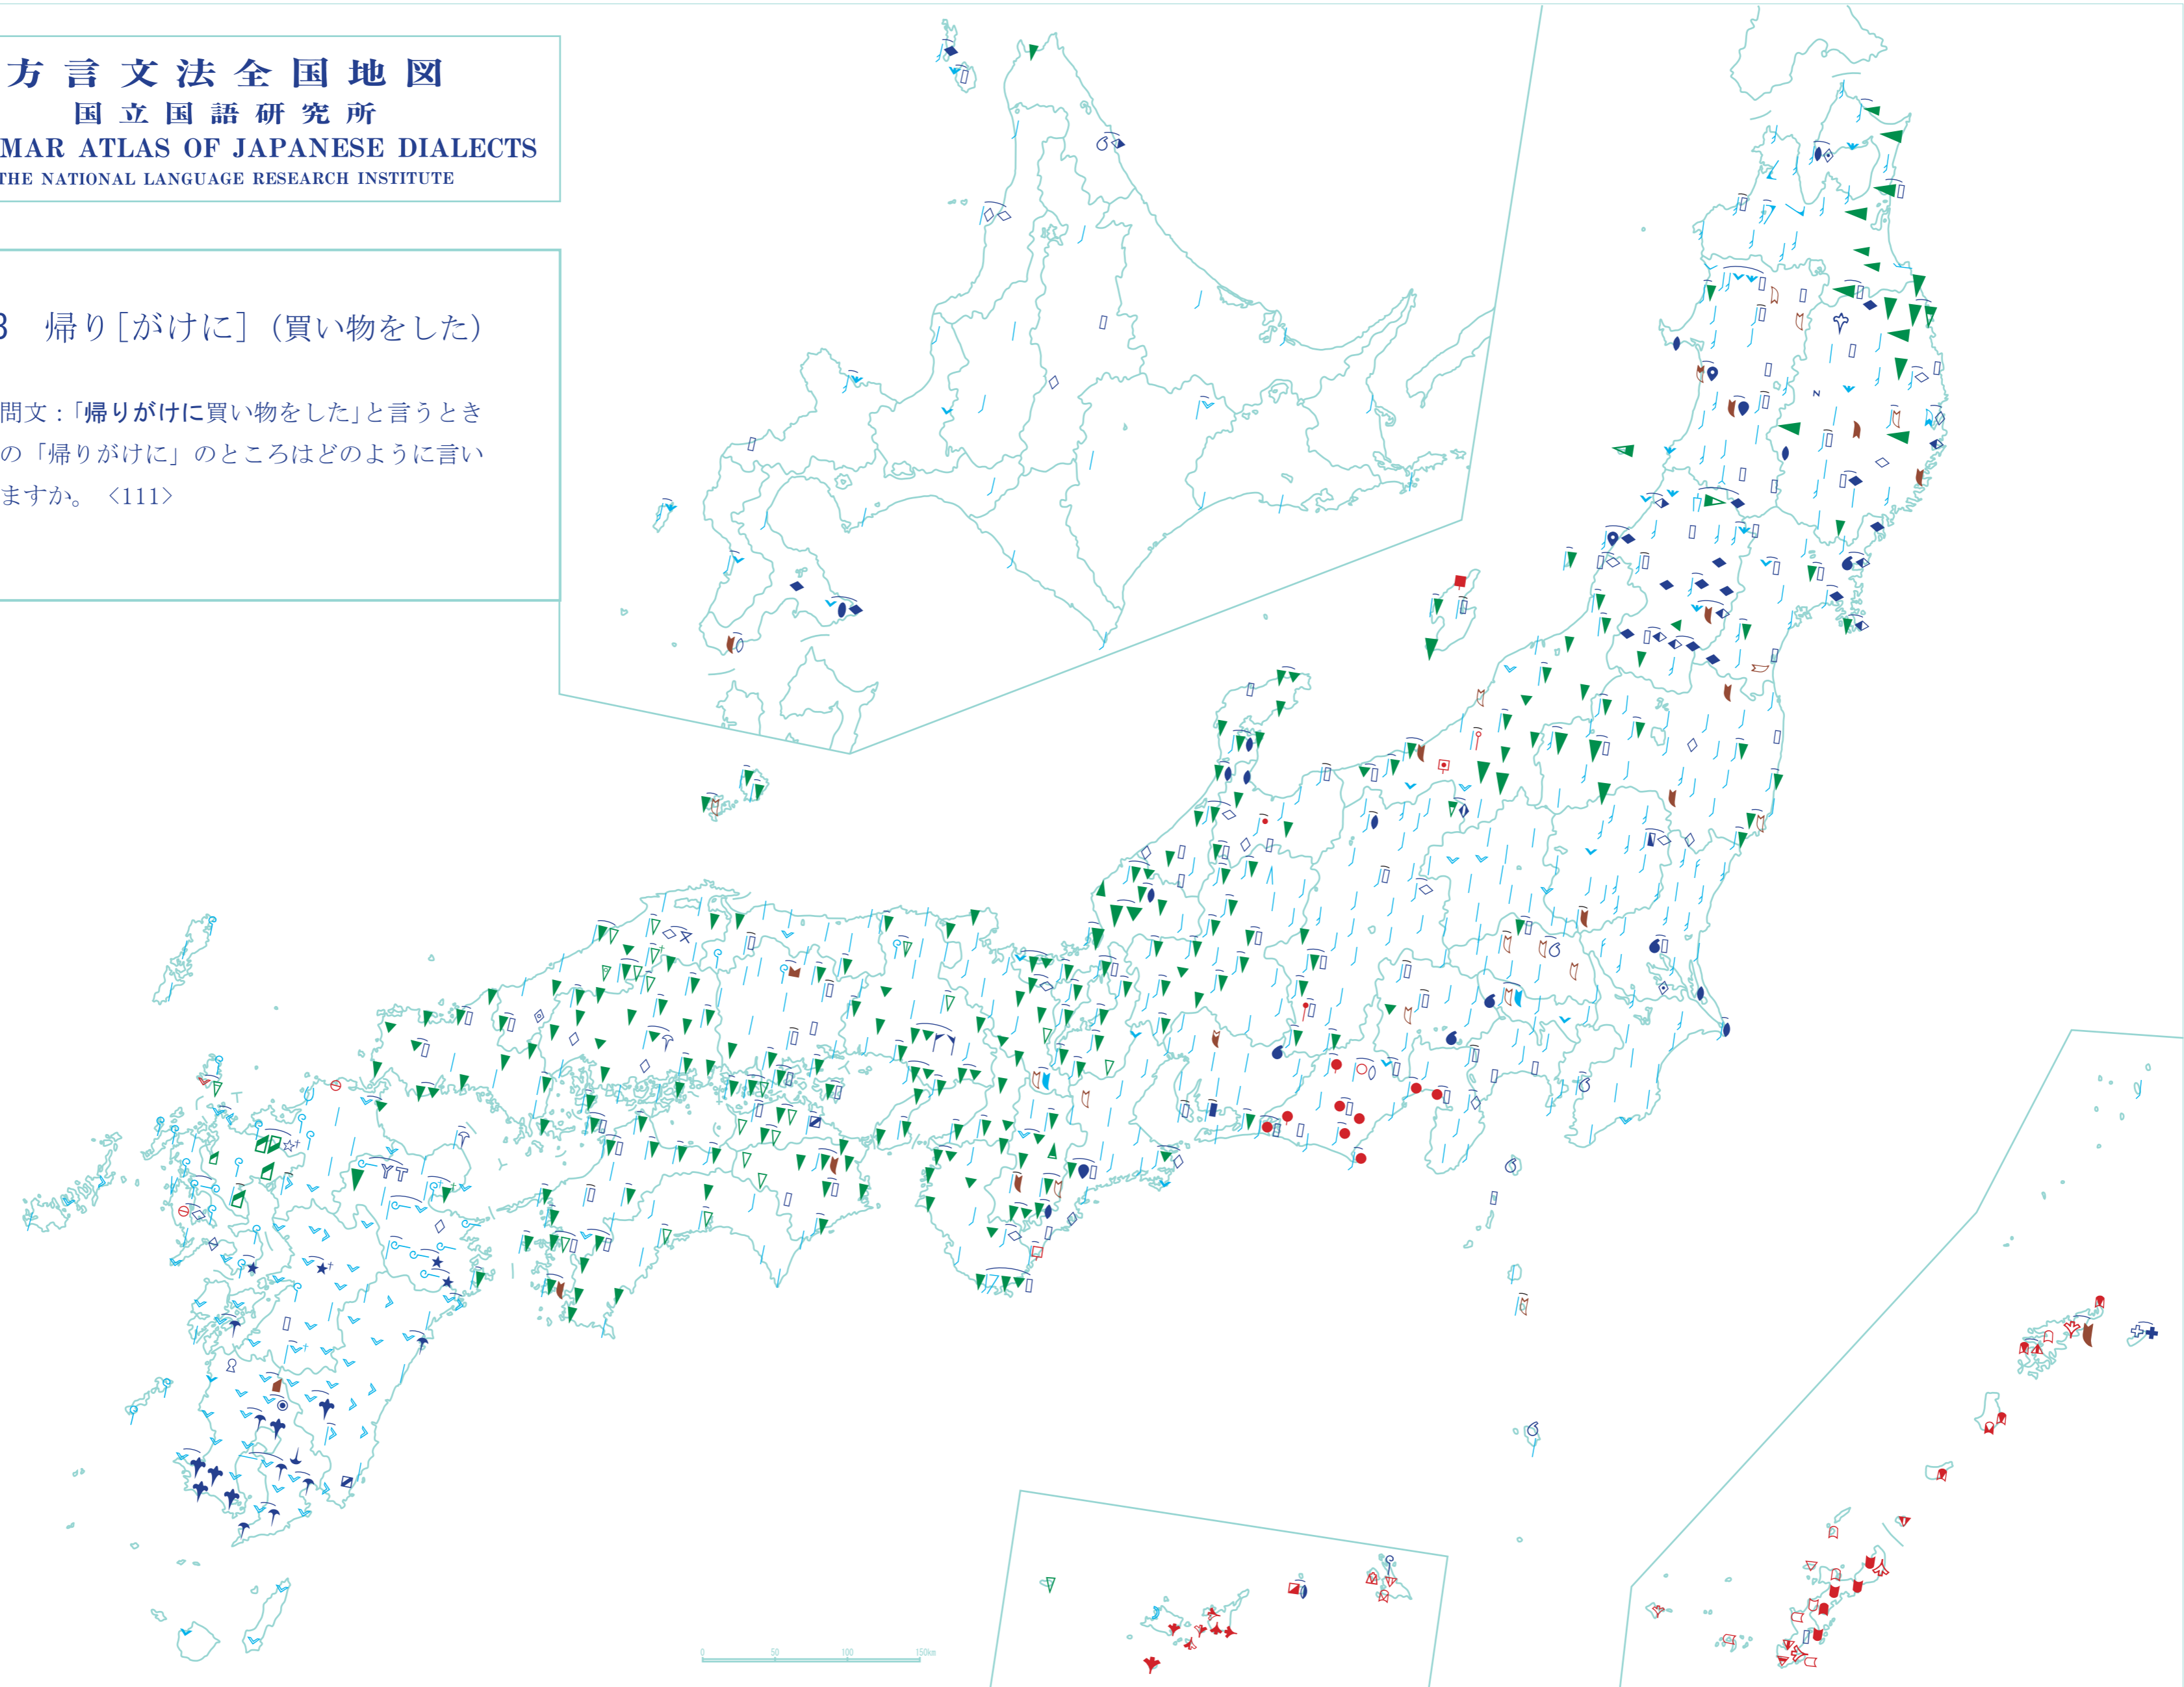 方言文法全国地図
国立国語研究所
MAR ATLAS OF JAPANESE DIALECTS
THE NATIONAL LANGUAGE RESEARCH INSTITUTE
3 帰り[がけに](買い物をした)
問文:「帰りがけに買い物をした」と言うとき
の「帰りがけに」のところはどのように言い
ますか。〈111〉
0 50 100 150km